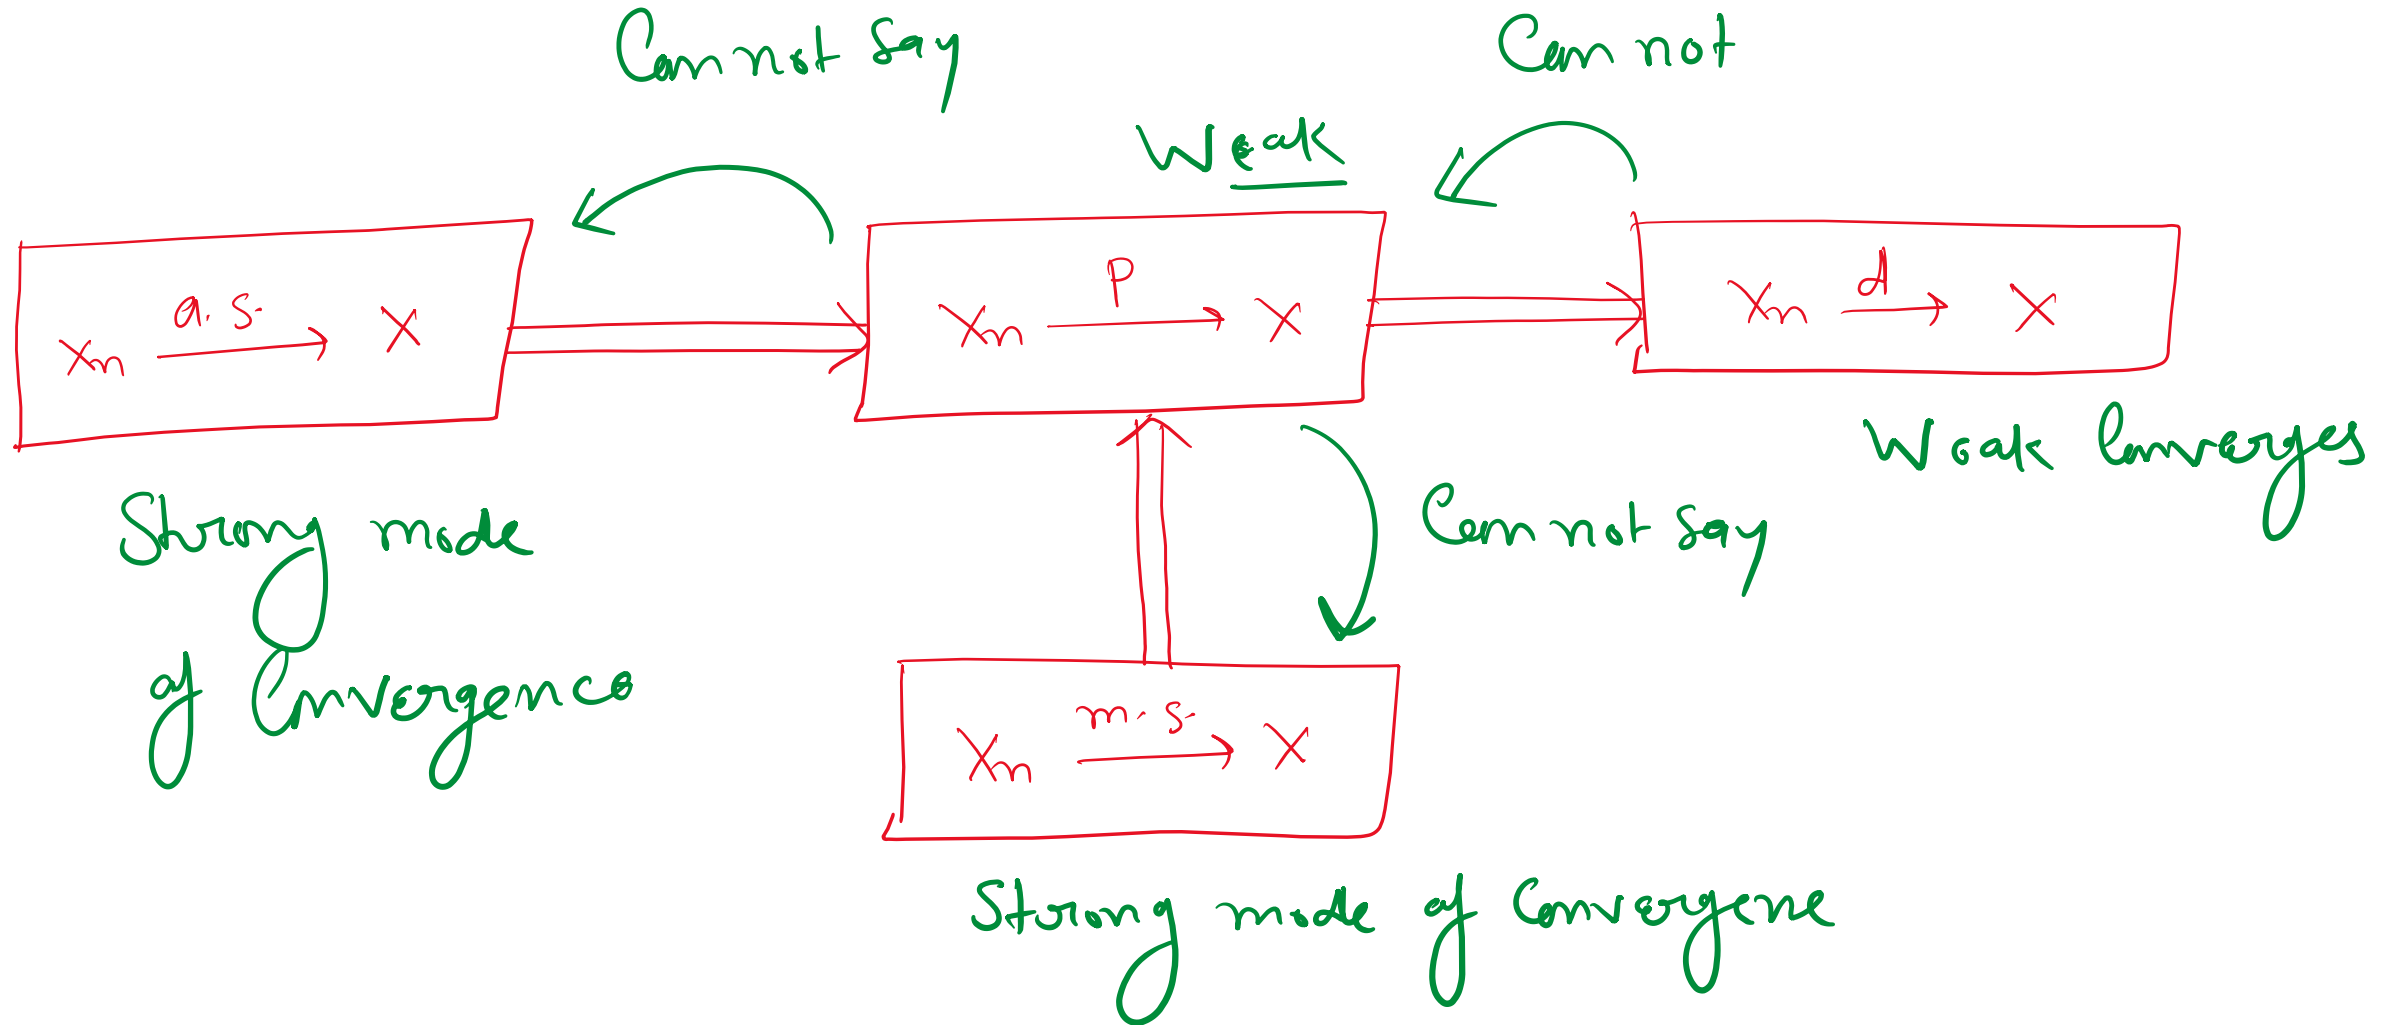 Cannot say
Can not
Weak
a.s.
Xn → X
P
Xn → X
d
Xn → X
Weak Converges
Strong mode
of Convergence
Cannot say
m.s.
Xn → X
Strong mode of Convergene